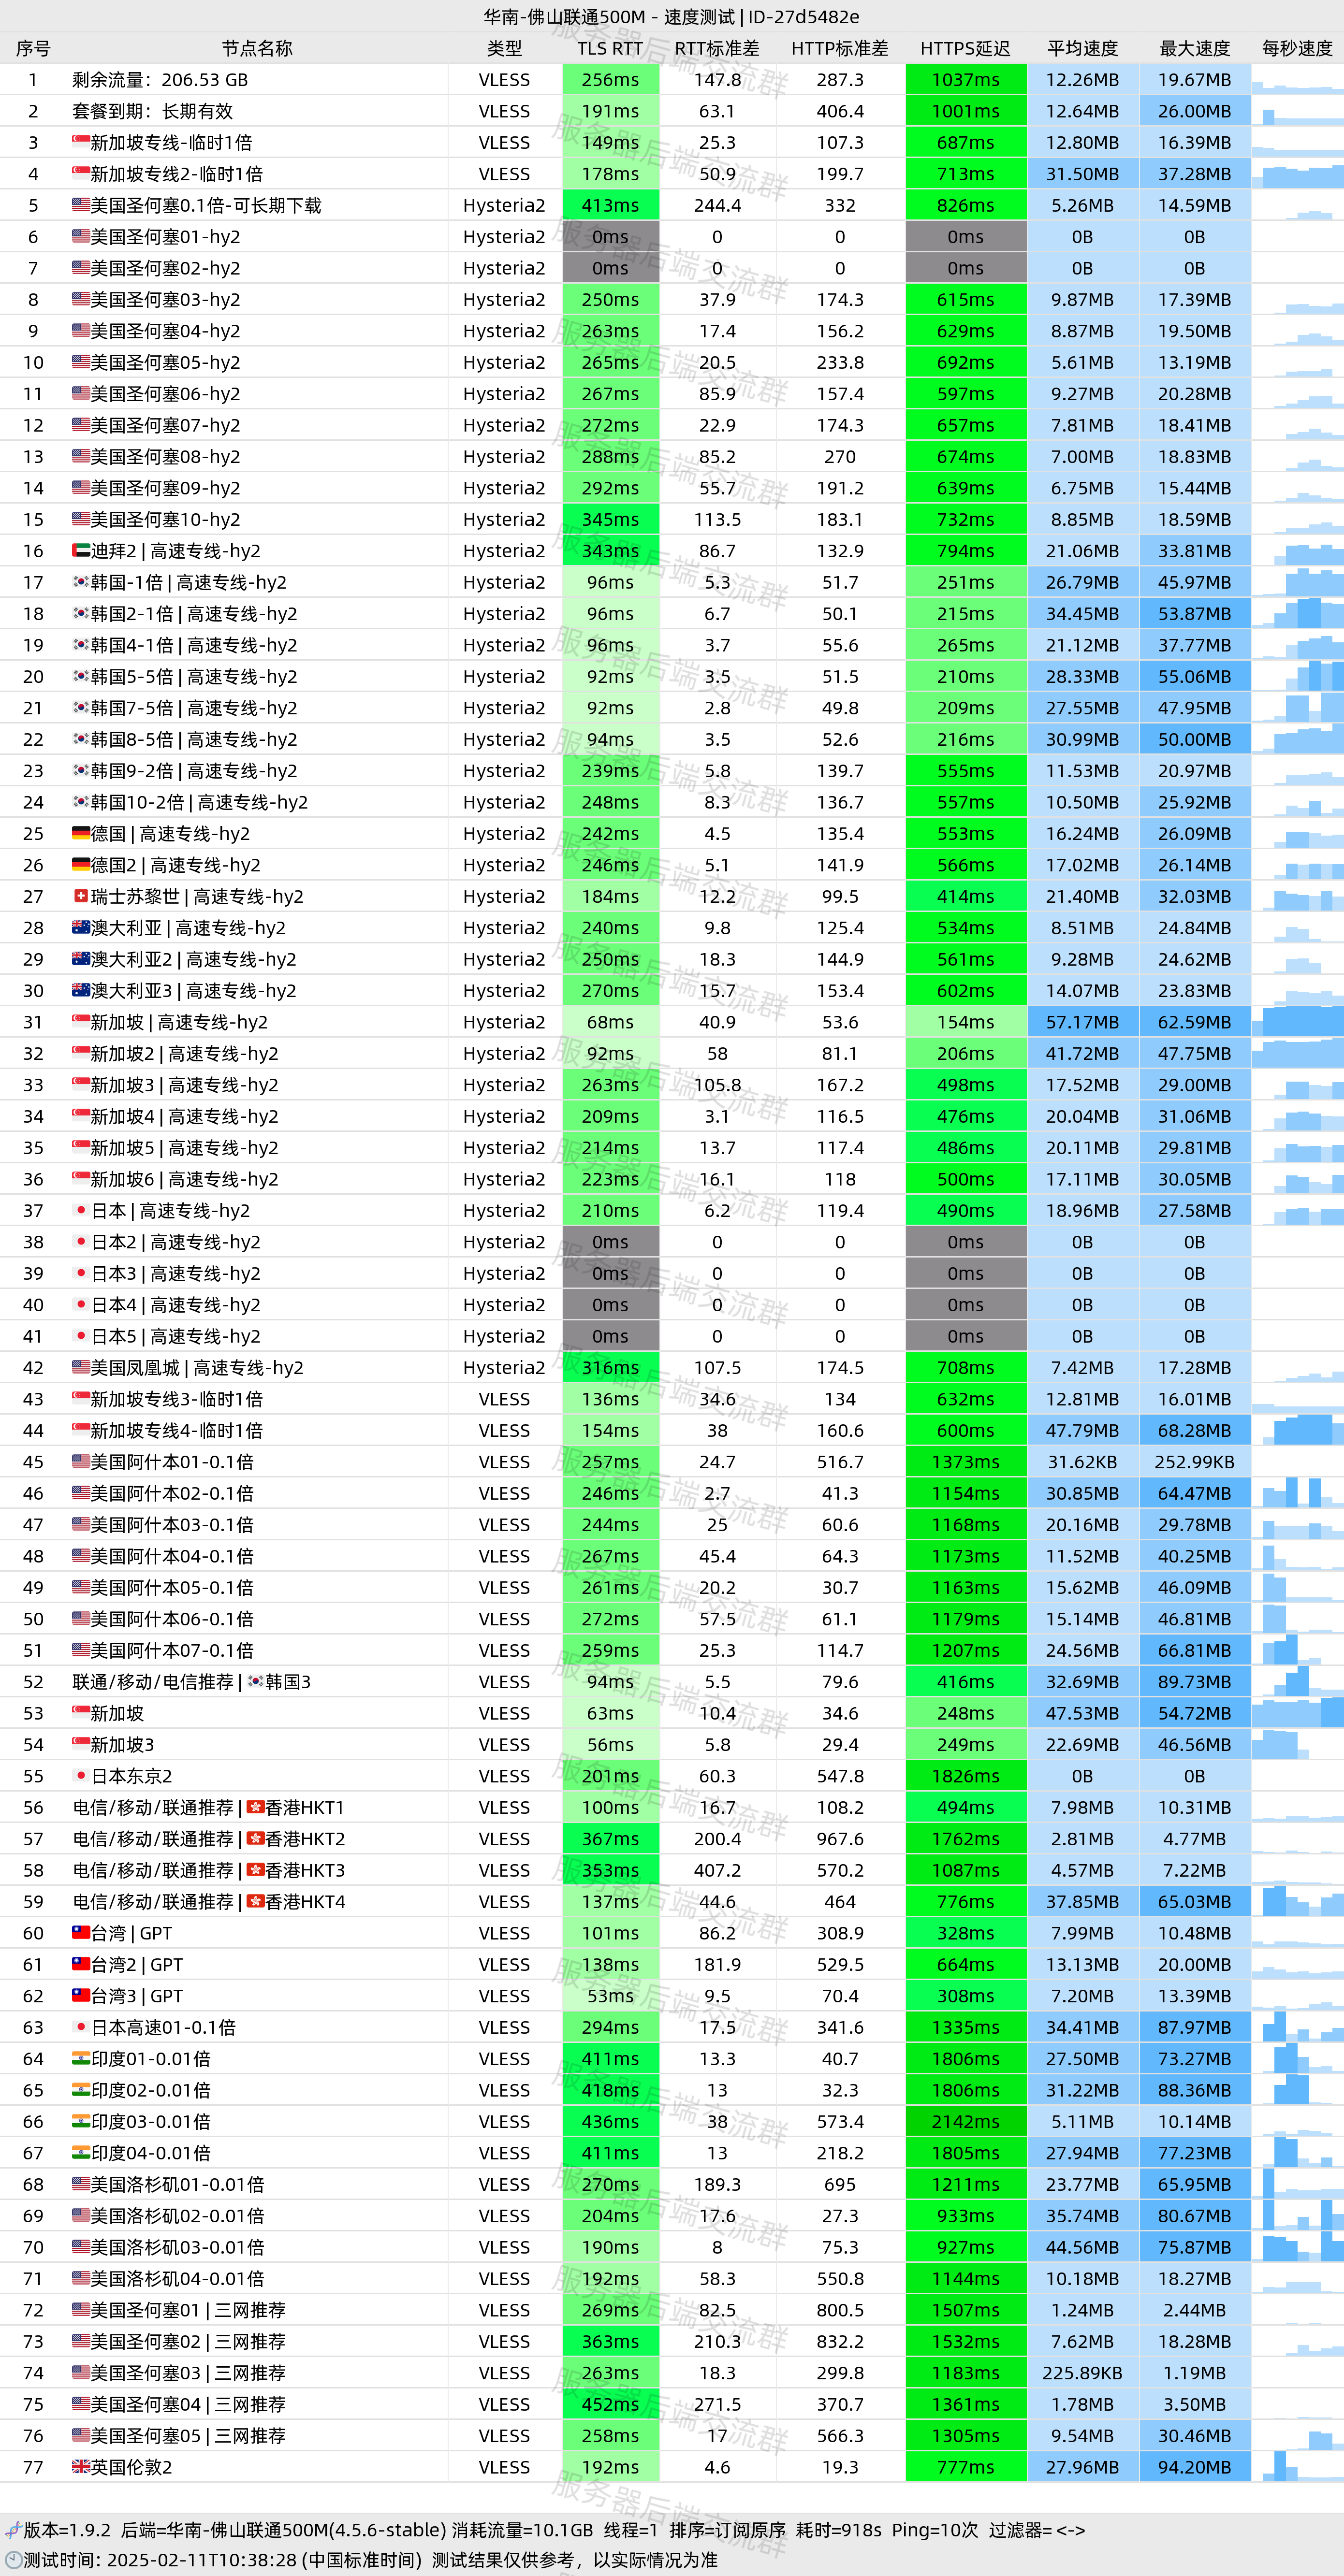 华南-佛山联通500M - 速度测试 | ID-27d5482e
序号 节点名称 类型 TLS RTT RTT标准差 HTTP标准差 HTTPS延迟 平均速度 最大速度 每秒速度
1 剩余流量：206.53 GB VLESS 256ms 147.8 287.3 1037ms 12.26MB 19.67MB
2 套餐到期：长期有效 VLESS 191ms 63.1 406.4 1001ms 12.64MB 26.00MB
3 新加坡专线-临时1倍 VLESS 149ms 25.3 107.3 687ms 12.80MB 16.39MB
4 新加坡专线2-临时1倍 VLESS 178ms 50.9 199.7 713ms 31.50MB 37.28MB
5 美国圣何塞0.1倍-可长期下载 Hysteria2 413ms 244.4 332 826ms 5.26MB 14.59MB
6 美国圣何塞01-hy2 Hysteria2 0ms 0 0 0ms 0B 0B
7 美国圣何塞02-hy2 Hysteria2 0ms 0 0 0ms 0B 0B
8 美国圣何塞03-hy2 Hysteria2 250ms 37.9 174.3 615ms 9.87MB 17.39MB
9 美国圣何塞04-hy2 Hysteria2 263ms 17.4 156.2 629ms 8.87MB 19.50MB
10 美国圣何塞05-hy2 Hysteria2 265ms 20.5 233.8 692ms 5.61MB 13.19MB
11 美国圣何塞06-hy2 Hysteria2 267ms 85.9 157.4 597ms 9.27MB 20.28MB
12 美国圣何塞07-hy2 Hysteria2 272ms 22.9 174.3 657ms 7.81MB 18.41MB
13 美国圣何塞08-hy2 Hysteria2 288ms 85.2 270 674ms 7.00MB 18.83MB
14 美国圣何塞09-hy2 Hysteria2 292ms 55.7 191.2 639ms 6.75MB 15.44MB
15 美国圣何塞10-hy2 Hysteria2 345ms 113.5 183.1 732ms 8.85MB 18.59MB
16 迪拜2 | 高速专线-hy2 Hysteria2 343ms 86.7 132.9 794ms 21.06MB 33.81MB
17 韩国-1倍 | 高速专线-hy2 Hysteria2 96ms 5.3 51.7 251ms 26.79MB 45.97MB
18 韩国2-1倍 | 高速专线-hy2 Hysteria2 96ms 6.7 50.1 215ms 34.45MB 53.87MB
19 韩国4-1倍 | 高速专线-hy2 Hysteria2 96ms 3.7 55.6 265ms 21.12MB 37.77MB
20 韩国5-5倍 | 高速专线-hy2 Hysteria2 92ms 3.5 51.5 210ms 28.33MB 55.06MB
21 韩国7-5倍 | 高速专线-hy2 Hysteria2 92ms 2.8 49.8 209ms 27.55MB 47.95MB
22 韩国8-5倍 | 高速专线-hy2 Hysteria2 94ms 3.5 52.6 216ms 30.99MB 50.00MB
23 韩国9-2倍 | 高速专线-hy2 Hysteria2 239ms 5.8 139.7 555ms 11.53MB 20.97MB
24 韩国10-2倍 | 高速专线-hy2 Hysteria2 248ms 8.3 136.7 557ms 10.50MB 25.92MB
25 德国 | 高速专线-hy2 Hysteria2 242ms 4.5 135.4 553ms 16.24MB 26.09MB
26 德国2 | 高速专线-hy2 Hysteria2 246ms 5.1 141.9 566ms 17.02MB 26.14MB
27 瑞士苏黎世 | 高速专线-hy2 Hysteria2 184ms 12.2 99.5 414ms 21.40MB 32.03MB
28 澳大利亚 | 高速专线-hy2 Hysteria2 240ms 9.8 125.4 534ms 8.51MB 24.84MB
29 澳大利亚2 | 高速专线-hy2 Hysteria2 250ms 18.3 144.9 561ms 9.28MB 24.62MB
30 澳大利亚3 | 高速专线-hy2 Hysteria2 270ms 15.7 153.4 602ms 14.07MB 23.83MB
31 新加坡 | 高速专线-hy2 Hysteria2 68ms 40.9 53.6 154ms 57.17MB 62.59MB
32 新加坡2 | 高速专线-hy2 Hysteria2 92ms 58 81.1 206ms 41.72MB 47.75MB
33 新加坡3 | 高速专线-hy2 Hysteria2 263ms 105.8 167.2 498ms 17.52MB 29.00MB
34 新加坡4 | 高速专线-hy2 Hysteria2 209ms 3.1 116.5 476ms 20.04MB 31.06MB
35 新加坡5 | 高速专线-hy2 Hysteria2 214ms 13.7 117.4 486ms 20.11MB 29.81MB
36 新加坡6 | 高速专线-hy2 Hysteria2 223ms 16.1 118 500ms 17.11MB 30.05MB
37 日本 | 高速专线-hy2 Hysteria2 210ms 6.2 119.4 490ms 18.96MB 27.58MB
38 日本2 | 高速专线-hy2 Hysteria2 0ms 0 0 0ms 0B 0B
39 日本3 | 高速专线-hy2 Hysteria2 0ms 0 0 0ms 0B 0B
40 日本4 | 高速专线-hy2 Hysteria2 0ms 0 0 0ms 0B 0B
41 日本5 | 高速专线-hy2 Hysteria2 0ms 0 0 0ms 0B 0B
42 美国凤凰城 | 高速专线-hy2 Hysteria2 316ms 107.5 174.5 708ms 7.42MB 17.28MB
43 新加坡专线3-临时1倍 VLESS 136ms 34.6 134 632ms 12.81MB 16.01MB
44 新加坡专线4-临时1倍 VLESS 154ms 38 160.6 600ms 47.79MB 68.28MB
45 美国阿什本01-0.1倍 VLESS 257ms 24.7 516.7 1373ms 31.62KB 252.99KB
46 美国阿什本02-0.1倍 VLESS 246ms 2.7 41.3 1154ms 30.85MB 64.47MB
47 美国阿什本03-0.1倍 VLESS 244ms 25 60.6 1168ms 20.16MB 29.78MB
48 美国阿什本04-0.1倍 VLESS 267ms 45.4 64.3 1173ms 11.52MB 40.25MB
49 美国阿什本05-0.1倍 VLESS 261ms 20.2 30.7 1163ms 15.62MB 46.09MB
50 美国阿什本06-0.1倍 VLESS 272ms 57.5 61.1 1179ms 15.14MB 46.81MB
51 美国阿什本07-0.1倍 VLESS 259ms 25.3 114.7 1207ms 24.56MB 66.81MB
52 联通/移动/电信推荐 | 韩国3 VLESS 94ms 5.5 79.6 416ms 32.69MB 89.73MB
53 新加坡 VLESS 63ms 10.4 34.6 248ms 47.53MB 54.72MB
54 新加坡3 VLESS 56ms 5.8 29.4 249ms 22.69MB 46.56MB
55 日本东京2 VLESS 201ms 60.3 547.8 1826ms 0B 0B
56 电信/移动/联通推荐 | 香港HKT1 VLESS 100ms 16.7 108.2 494ms 7.98MB 10.31MB
57 电信/移动/联通推荐 | 香港HKT2 VLESS 367ms 200.4 967.6 1762ms 2.81MB 4.77MB
58 电信/移动/联通推荐 | 香港HKT3 VLESS 353ms 407.2 570.2 1087ms 4.57MB 7.22MB
59 电信/移动/联通推荐 | 香港HKT4 VLESS 137ms 44.6 464 776ms 37.85MB 65.03MB
60 台湾 | GPT VLESS 101ms 86.2 308.9 328ms 7.99MB 10.48MB
61 台湾2 | GPT VLESS 138ms 181.9 529.5 664ms 13.13MB 20.00MB
62 台湾3 | GPT VLESS 53ms 9.5 70.4 308ms 7.20MB 13.39MB
63 日本高速01-0.1倍 VLESS 294ms 17.5 341.6 1335ms 34.41MB 87.97MB
64 印度01-0.01倍 VLESS 411ms 13.3 40.7 1806ms 27.50MB 73.27MB
65 印度02-0.01倍 VLESS 418ms 13 32.3 1806ms 31.22MB 88.36MB
66 印度03-0.01倍 VLESS 436ms 38 573.4 2142ms 5.11MB 10.14MB
67 印度04-0.01倍 VLESS 411ms 13 218.2 1805ms 27.94MB 77.23MB
68 美国洛杉矶01-0.01倍 VLESS 270ms 189.3 695 1211ms 23.77MB 65.95MB
69 美国洛杉矶02-0.01倍 VLESS 204ms 17.6 27.3 933ms 35.74MB 80.67MB
70 美国洛杉矶03-0.01倍 VLESS 190ms 8 75.3 927ms 44.56MB 75.87MB
71 美国洛杉矶04-0.01倍 VLESS 192ms 58.3 550.8 1144ms 10.18MB 18.27MB
72 美国圣何塞01 | 三网推荐 VLESS 269ms 82.5 800.5 1507ms 1.24MB 2.44MB
73 美国圣何塞02 | 三网推荐 VLESS 363ms 210.3 832.2 1532ms 7.62MB 18.28MB
74 美国圣何塞03 | 三网推荐 VLESS 263ms 18.3 299.8 1183ms 225.89KB 1.19MB
75 美国圣何塞04 | 三网推荐 VLESS 452ms 271.5 370.7 1361ms 1.78MB 3.50MB
76 美国圣何塞05 | 三网推荐 VLESS 258ms 17 566.3 1305ms 9.54MB 30.46MB
77 英国伦敦2 VLESS 192ms 4.6 19.3 777ms 27.96MB 94.20MB
版本=1.9.2 后端=华南-佛山联通500M(4.5.6-stable) 消耗流量=10.1GB 线程=1 排序=订阅原序 耗时=918s Ping=10次 过滤器= <->
测试时间: 2025-02-11T10:38:28 (中国标准时间) 测试结果仅供参考，以实际情况为准
服务器后端交流群